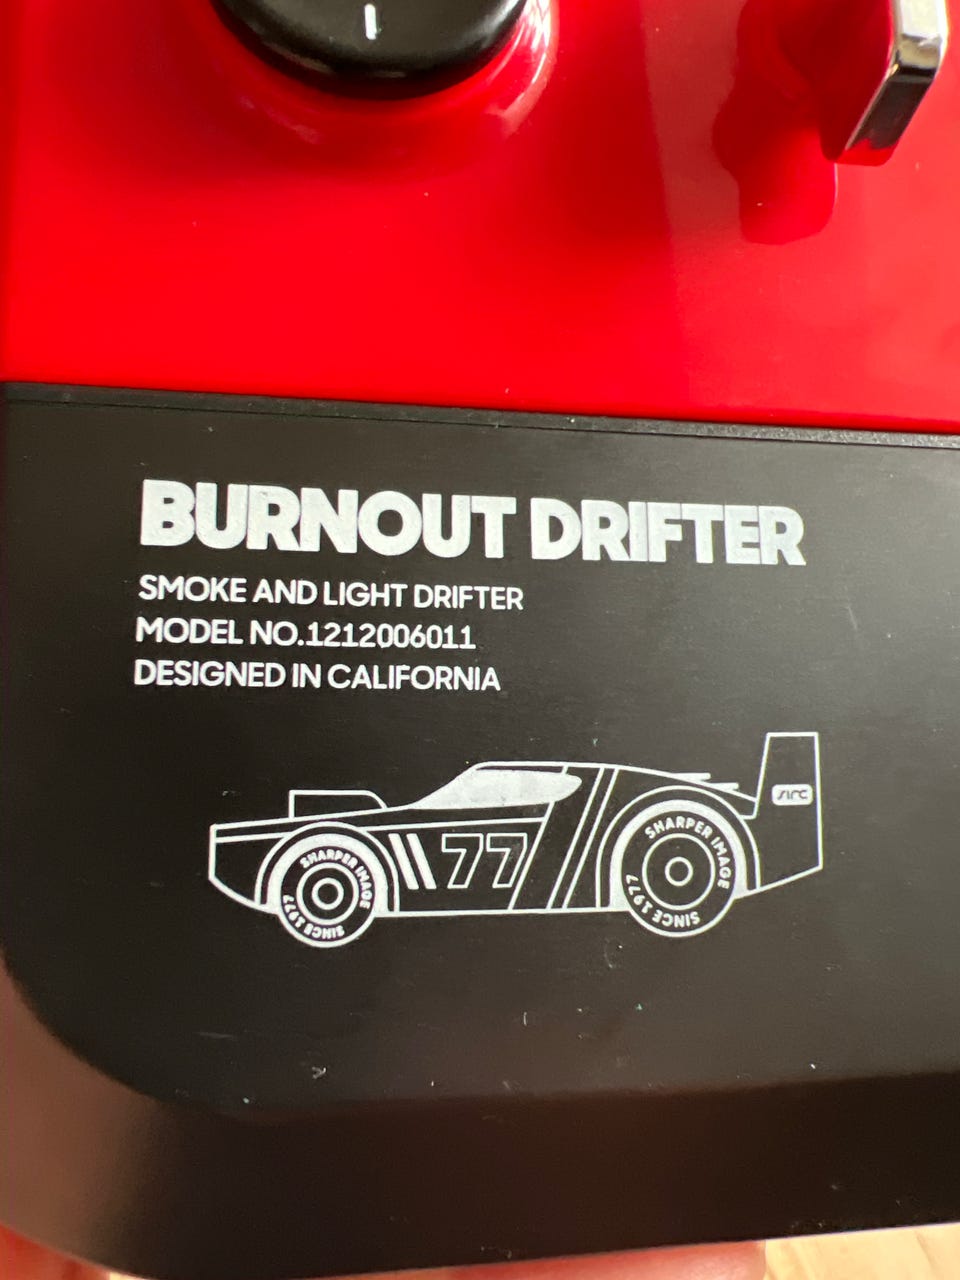 BURNOUT DRIFTER
SMOKE AND LIGHT DRIFTER
MODEL NO.1212006011
DESIGNED IN CALIFORNIA
77
SHARPER IMAGE
SINCE 1977
SHARPER IMAGE
SINCE 1977